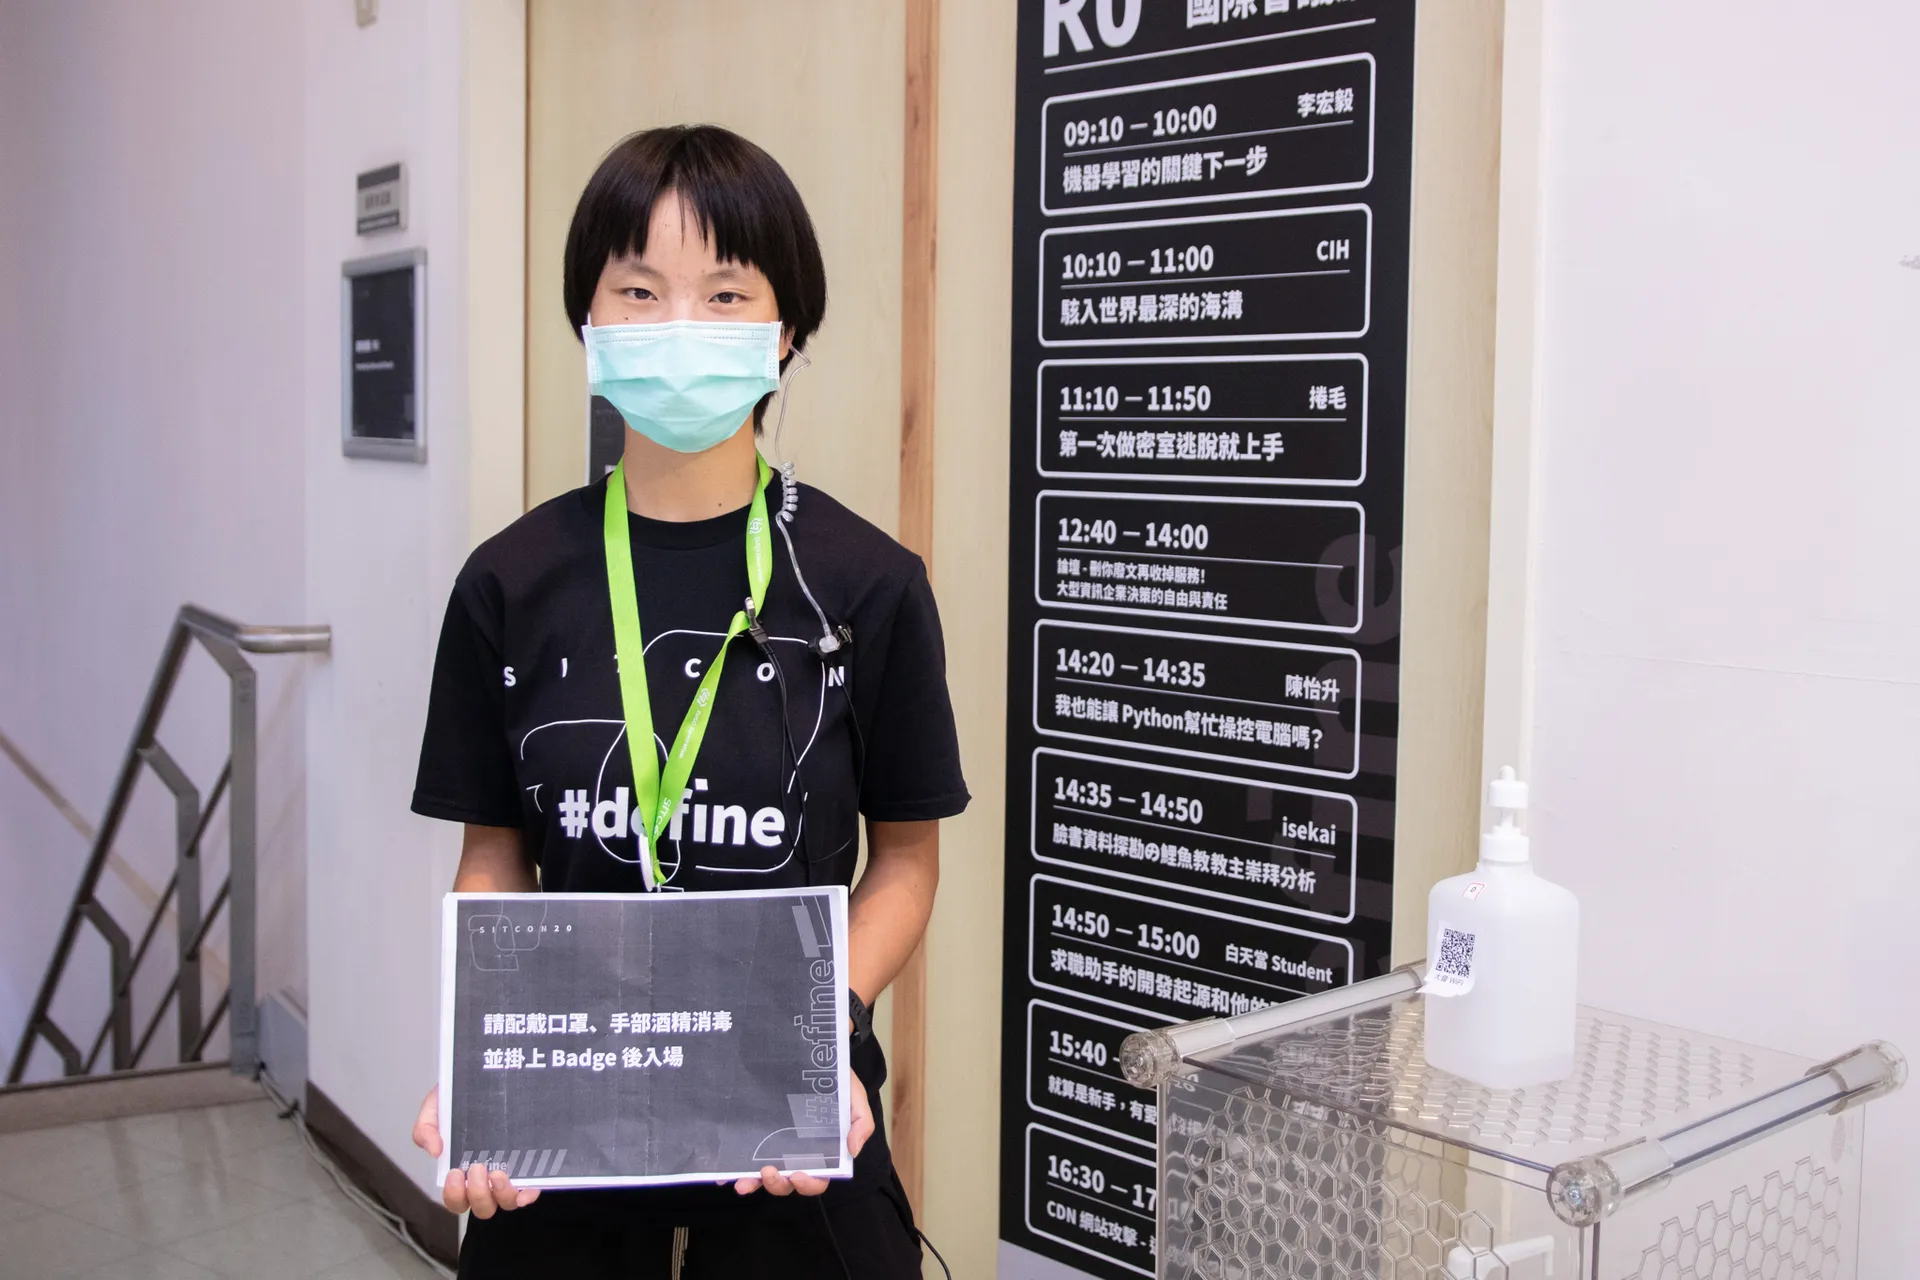 R0
09:10 — 10:00 李宏毅
機器學習的關鍵下一步
10:10 — 11:00 CIH
駭入世界最深的海溝
11:10 — 11:50 捲毛
第一次做密室逃脫就上手
12:40 — 14:00
論壇 - 刪你廢文再收掉服務!
大型資訊企業決策的自由與責任
14:20 — 14:35 陳怡升
我也能讓 Python幫忙操控電腦嗎?
14:35 — 14:50 isekai
臉書資料探勘の鯉魚教教主崇拜分析
14:50 — 15:00 白天當 Student
求職助手的開發起源和他的
15:40 —
就算是新手,有愛
16:30 — 17
CDN 網站攻擊 -
SITCON
#define
SITCON20
請配戴口罩、手部酒精消毒
並掛上 Badge 後入場
#define
#define